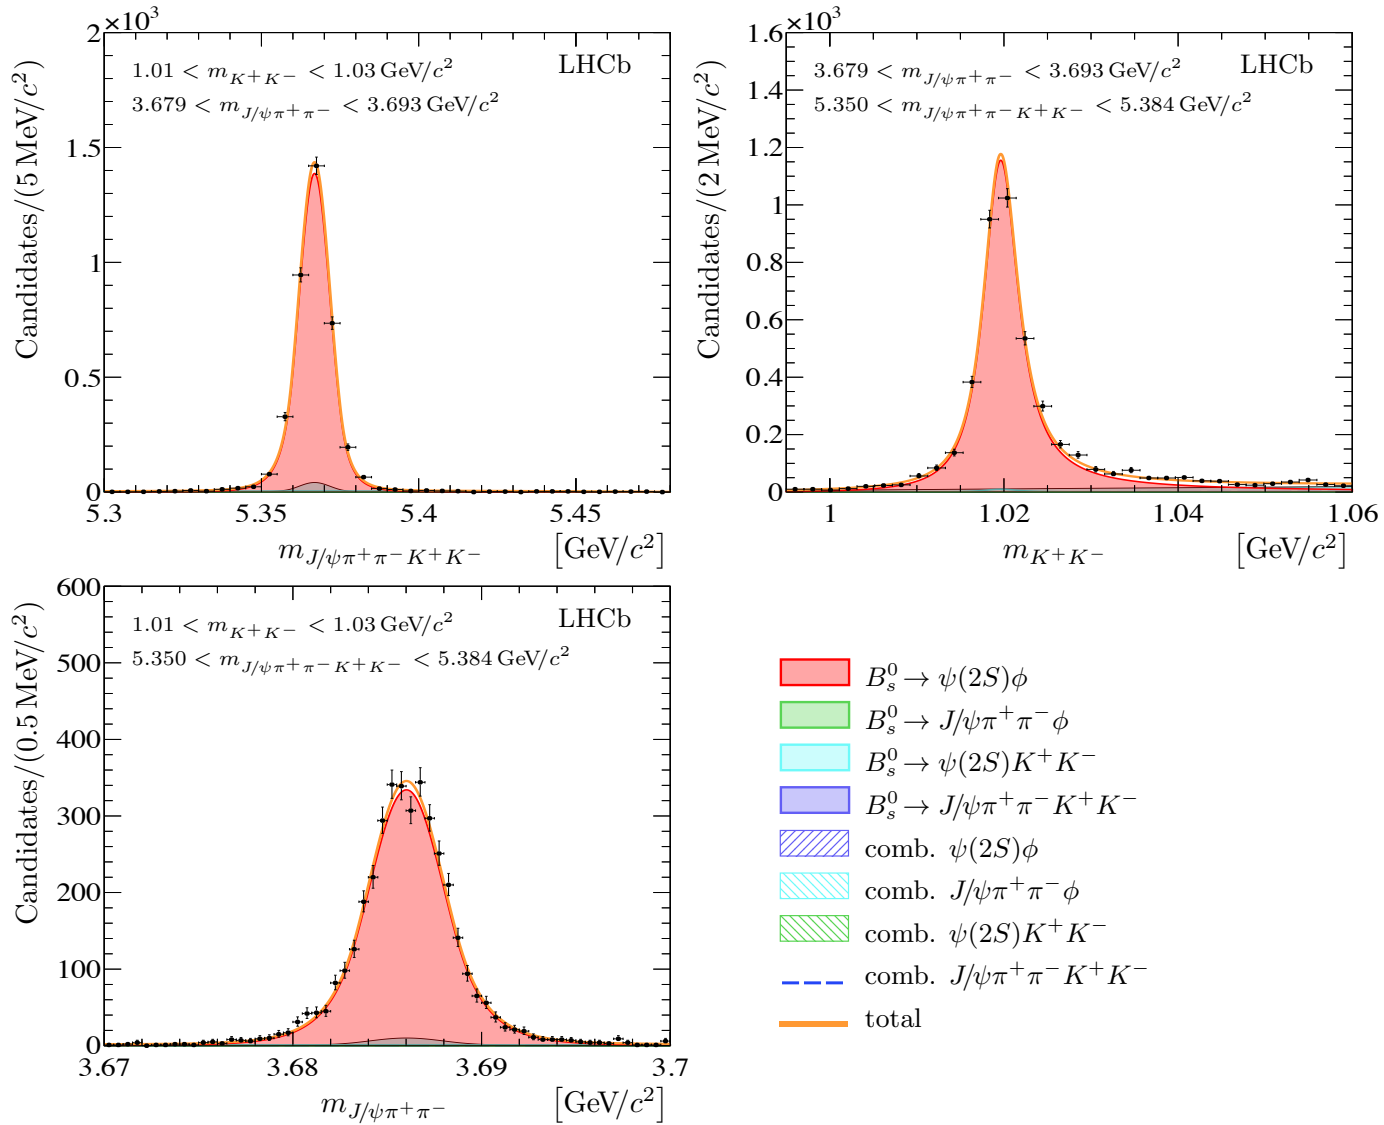 2×10³
1.01 < m_{K⁺K⁻} < 1.03 GeV/c²
LHCb
3.679 < m_{J/ψπ⁺π⁻} < 3.693 GeV/c²
1.5
1
0.5
0
Candidates/(5 MeV/c²)
5.3 5.35 5.4 5.45
m_{J/ψπ⁺π⁻K⁺K⁻} [GeV/c²]
1.6×10³
3.679 < m_{J/ψπ⁺π⁻} < 3.693 GeV/c²
LHCb
5.350 < m_{J/ψπ⁺π⁻K⁺K⁻} < 5.384 GeV/c²
1.4
1.2
1
0.8
0.6
0.4
0.2
0
Candidates/(2 MeV/c²)
1 1.02 1.04 1.06
m_{K⁺K⁻} [GeV/c²]
600
1.01 < m_{K⁺K⁻} < 1.03 GeV/c²
LHCb
5.350 < m_{J/ψπ⁺π⁻K⁺K⁻} < 5.384 GeV/c²
500
400
300
200
100
0
Candidates/(0.5 MeV/c²)
3.67 3.68 3.69 3.7
m_{J/ψπ⁺π⁻} [GeV/c²]
B_s⁰ → ψ(2S)φ
B_s⁰ → J/ψπ⁺π⁻φ
B_s⁰ → ψ(2S)K⁺K⁻
B_s⁰ → J/ψπ⁺π⁻K⁺K⁻
comb. ψ(2S)φ
comb. J/ψπ⁺π⁻φ
comb. ψ(2S)K⁺K⁻
comb. J/ψπ⁺π⁻K⁺K⁻
total